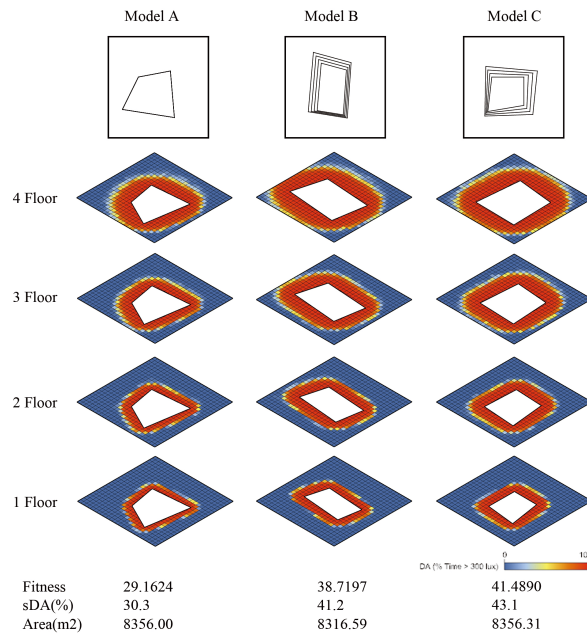 Model A Model B Model C
4 Floor
3 Floor
2 Floor
1 Floor
0 10
DA (% Time > 300 lux)
Fitness 29.1624 38.7197 41.4890
sDA(%) 30.3 41.2 43.1
Area(m2) 8356.00 8316.59 8356.31